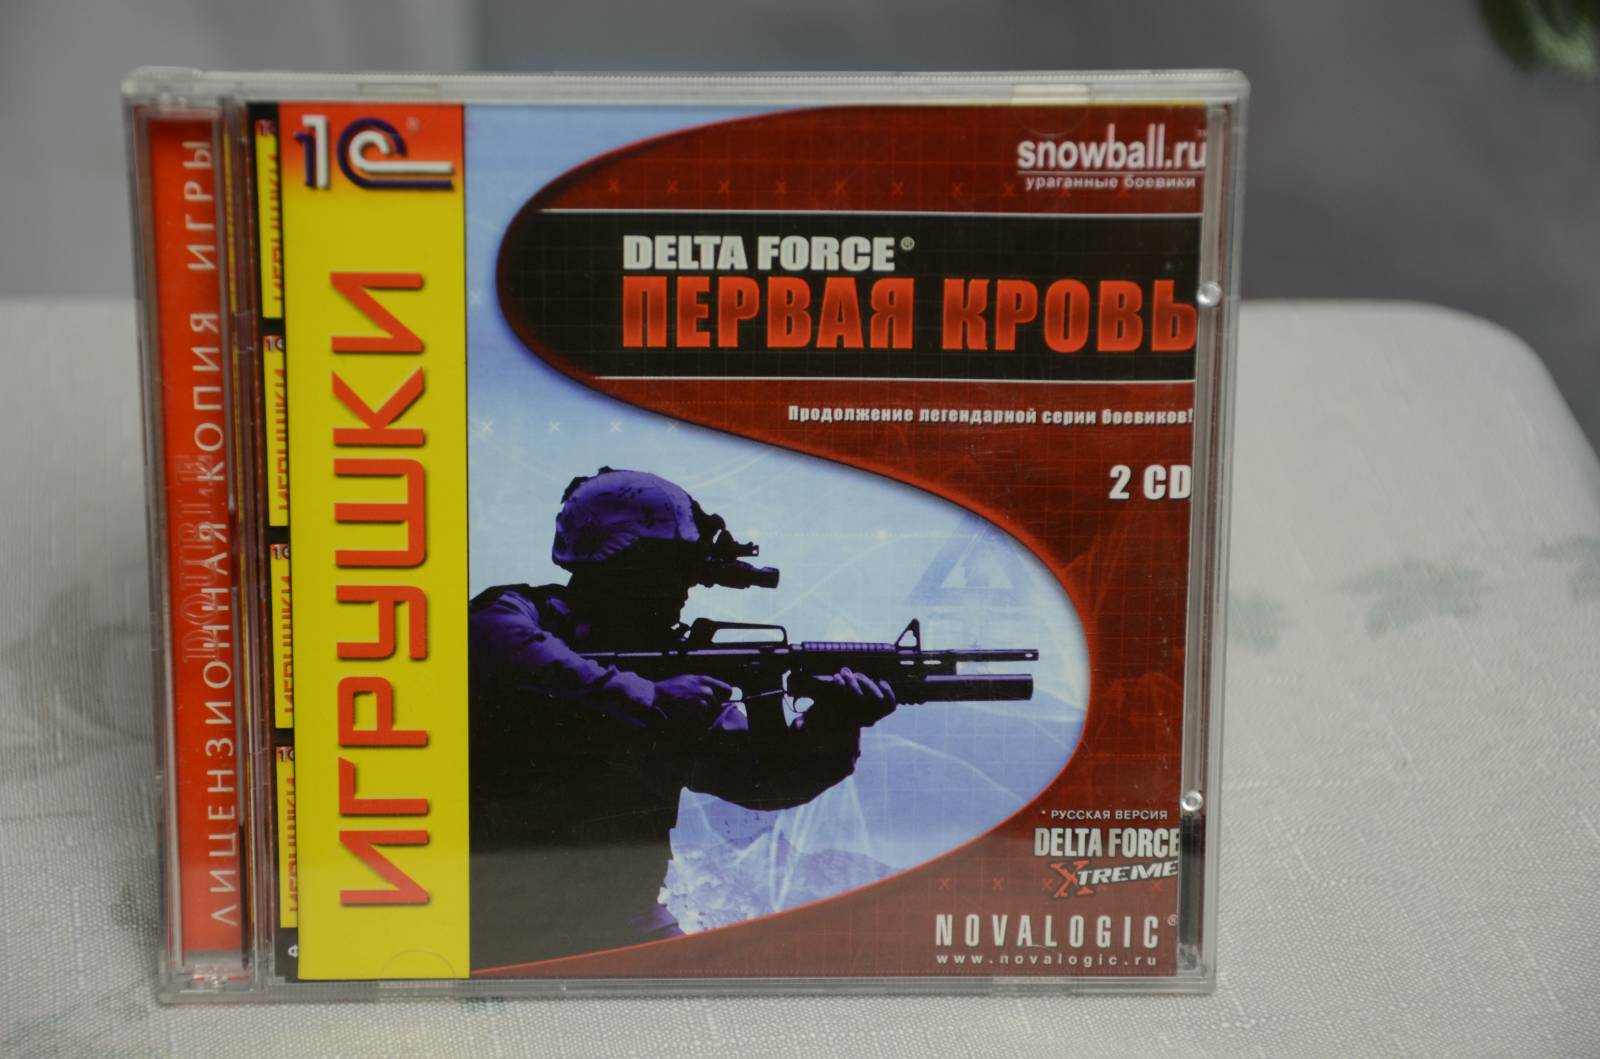 ЛИЦЕНЗИОННАЯ КОПИЯ ИГРЫ
1С®
ИГРУШКИ
snowball.ru
ураганные боевики
DELTA FORCE®
ПЕРВАЯ КРОВЬ
Продолжение легендарной серии боевиков!
2 CD
* РУССКАЯ ВЕРСИЯ
DELTA FORCE
XTREME
NOVALOGIC®
www.novalogic.ru